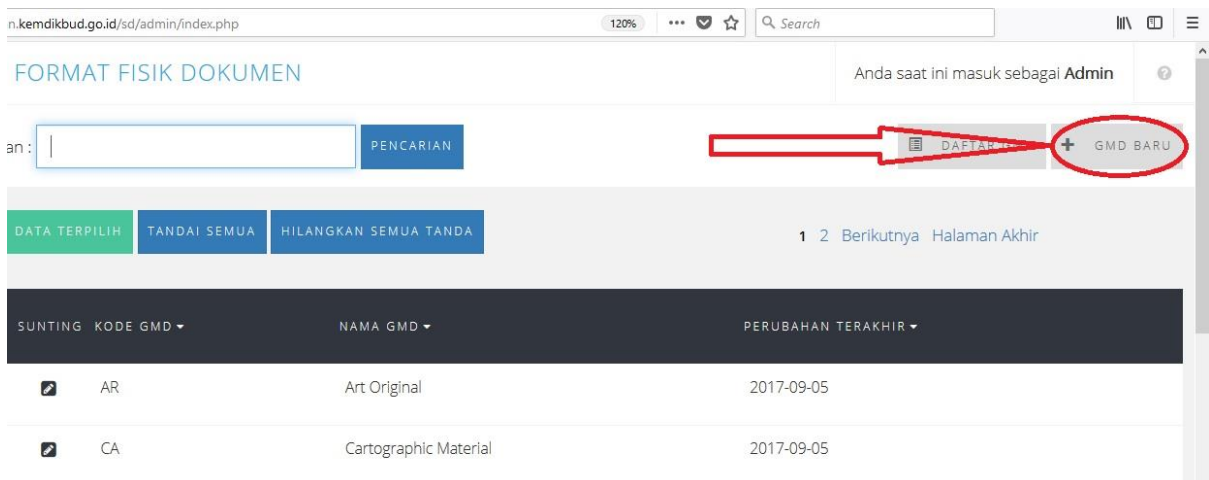 n.kemdikbud.go.id/sd/admin/index.php 120% Search
FORMAT FISIK DOKUMEN Anda saat ini masuk sebagai Admin
an : PENCARIAN DAFTAR + GMD BARU
DATA TERPILIH TANDAI SEMUA HILANGKAN SEMUA TANDA 1 2 Berikutnya Halaman Akhir
SUNTING KODE GMD NAMA GMD PERUBAHAN TERAKHIR
AR Art Original 2017-09-05
CA Cartographic Material 2017-09-05